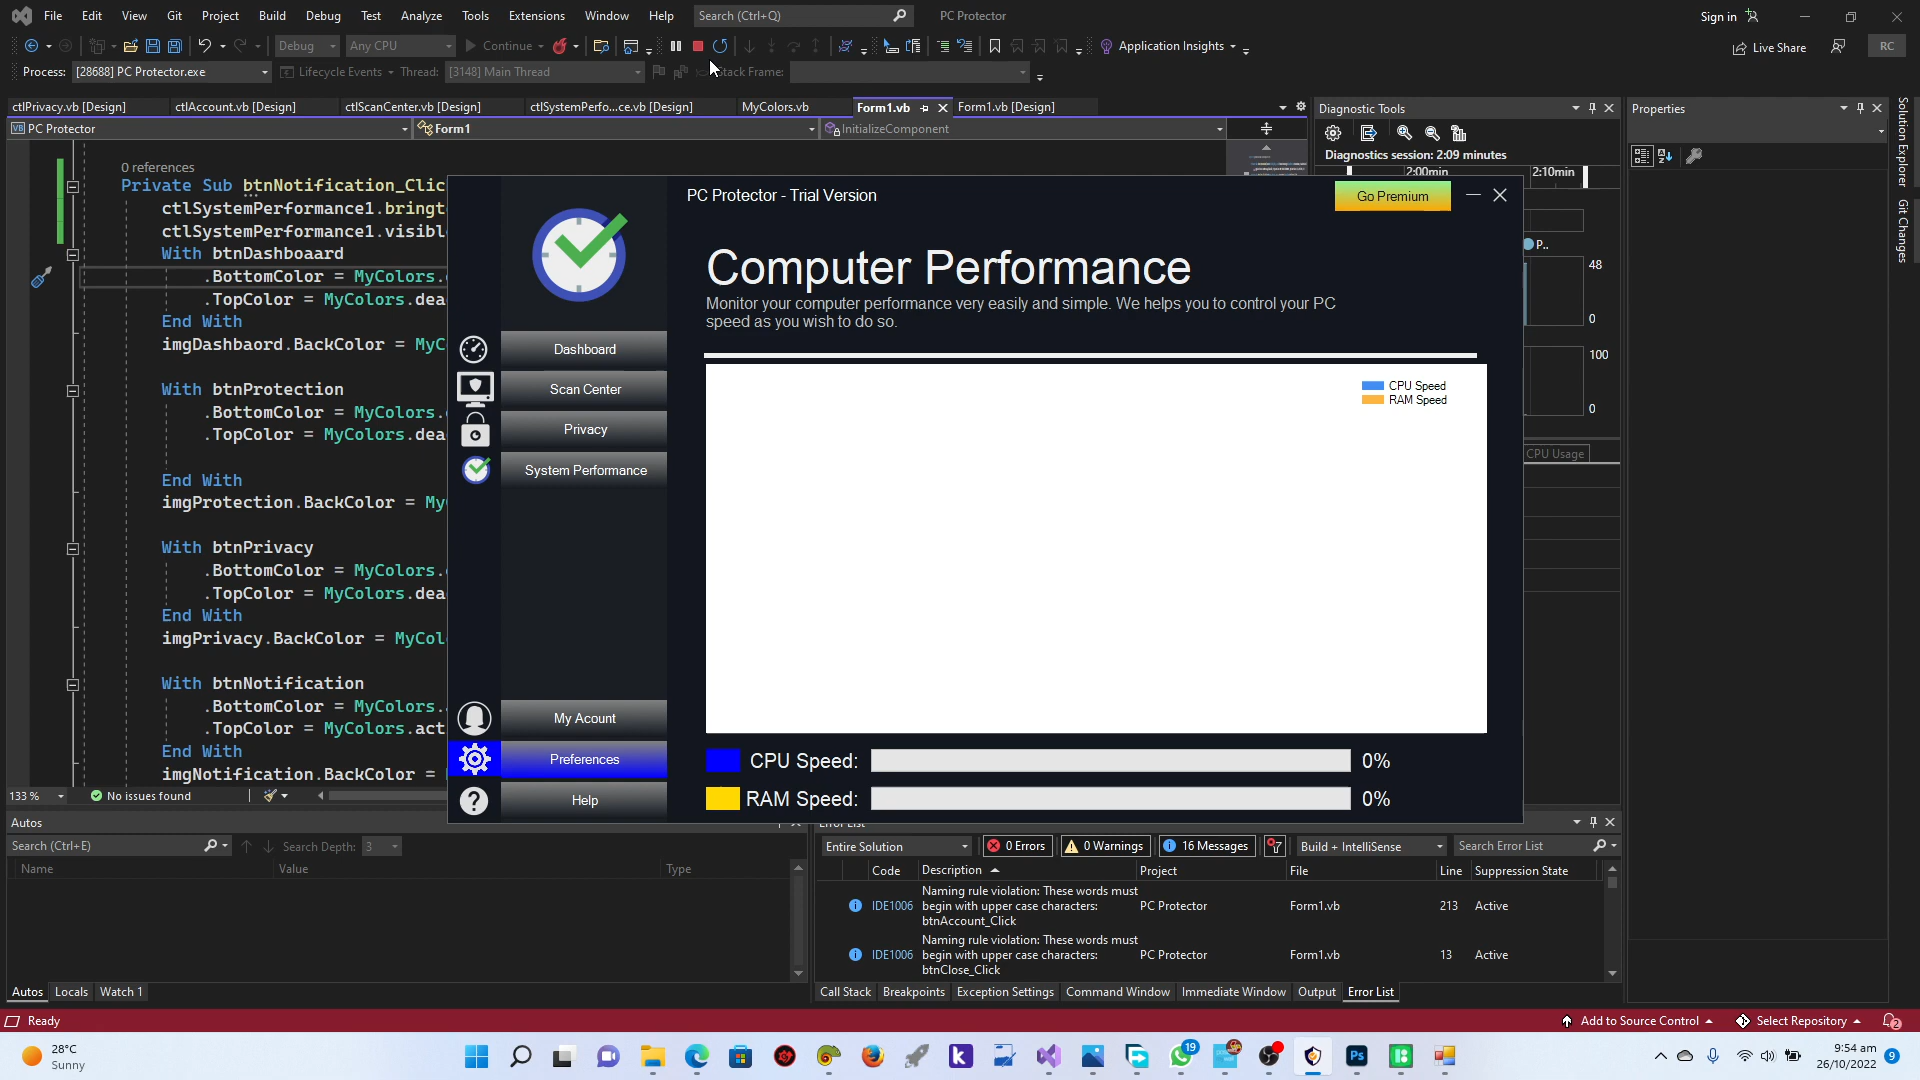 File Edit View Git Project Build Debug Test Analyze Tools Extensions Window Help Search (Ctrl+Q) PC Protector Sign in
Debug Any CPU Continue Application Insights Live Share RC
Process: [28688] PC Protector.exe Lifecycle Events Thread: [3148] Main Thread Stack Frame:
ctlPrivacy.vb [Design] ctlAccount.vb [Design] ctlScanCenter.vb [Design] ctlSystemPerfo...ce.vb [Design] MyColors.vb Form1.vb Form1.vb [Design] Diagnostic Tools Properties
PC Protector Form1 InitializeComponent
Diagnostics session: 2:09 minutes
2:00min 2:10min
0 references
Private Sub btnNotification_Clic
ctlSystemPerformance1.bringt
ctlSystemPerformance1.visibl
With btnDashboaard
.BottomColor = MyColors.
.TopColor = MyColors.dea
End With
imgDashbaord.BackColor = MyC
With btnProtection
.BottomColor = MyColors.
.TopColor = MyColors.dea
End With
imgProtection.BackColor = My
With btnPrivacy
.BottomColor = MyColors.
.TopColor = MyColors.dea
End With
imgPrivacy.BackColor = MyCol
With btnNotification
.BottomColor = MyColors.
.TopColor = MyColors.act
End With
imgNotification.BackColor =
PC Protector - Trial Version Go Premium
Computer Performance
Monitor your computer performance very easily and simple. We helps you to control your PC
speed as you wish to do so.
Dashboard
Scan Center
Privacy
System Performance
My Acount
Preferences
Help
CPU Speed
RAM Speed
CPU Speed: 0%
RAM Speed: 0%
P..
48
0
100
0
CPU Usage
Solution Explorer
Git Changes
133 % No issues found
Autos
Search (Ctrl+E) Search Depth: 3
Name Value Type
Autos Locals Watch 1
Error List
Entire Solution 0 Errors 0 Warnings 16 Messages Build + IntelliSense Search Error List
Code Description Project File Line Suppression State
Naming rule violation: These words must
IDE1006 begin with upper case characters: PC Protector Form1.vb 213 Active
btnAccount_Click
Naming rule violation: These words must
IDE1006 begin with upper case characters: PC Protector Form1.vb 13 Active
btnClose_Click
Call Stack Breakpoints Exception Settings Command Window Immediate Window Output Error List
Ready Add to Source Control Select Repository 2
28°C
Sunny
19
Ps
9:54 am
26/10/2022
9